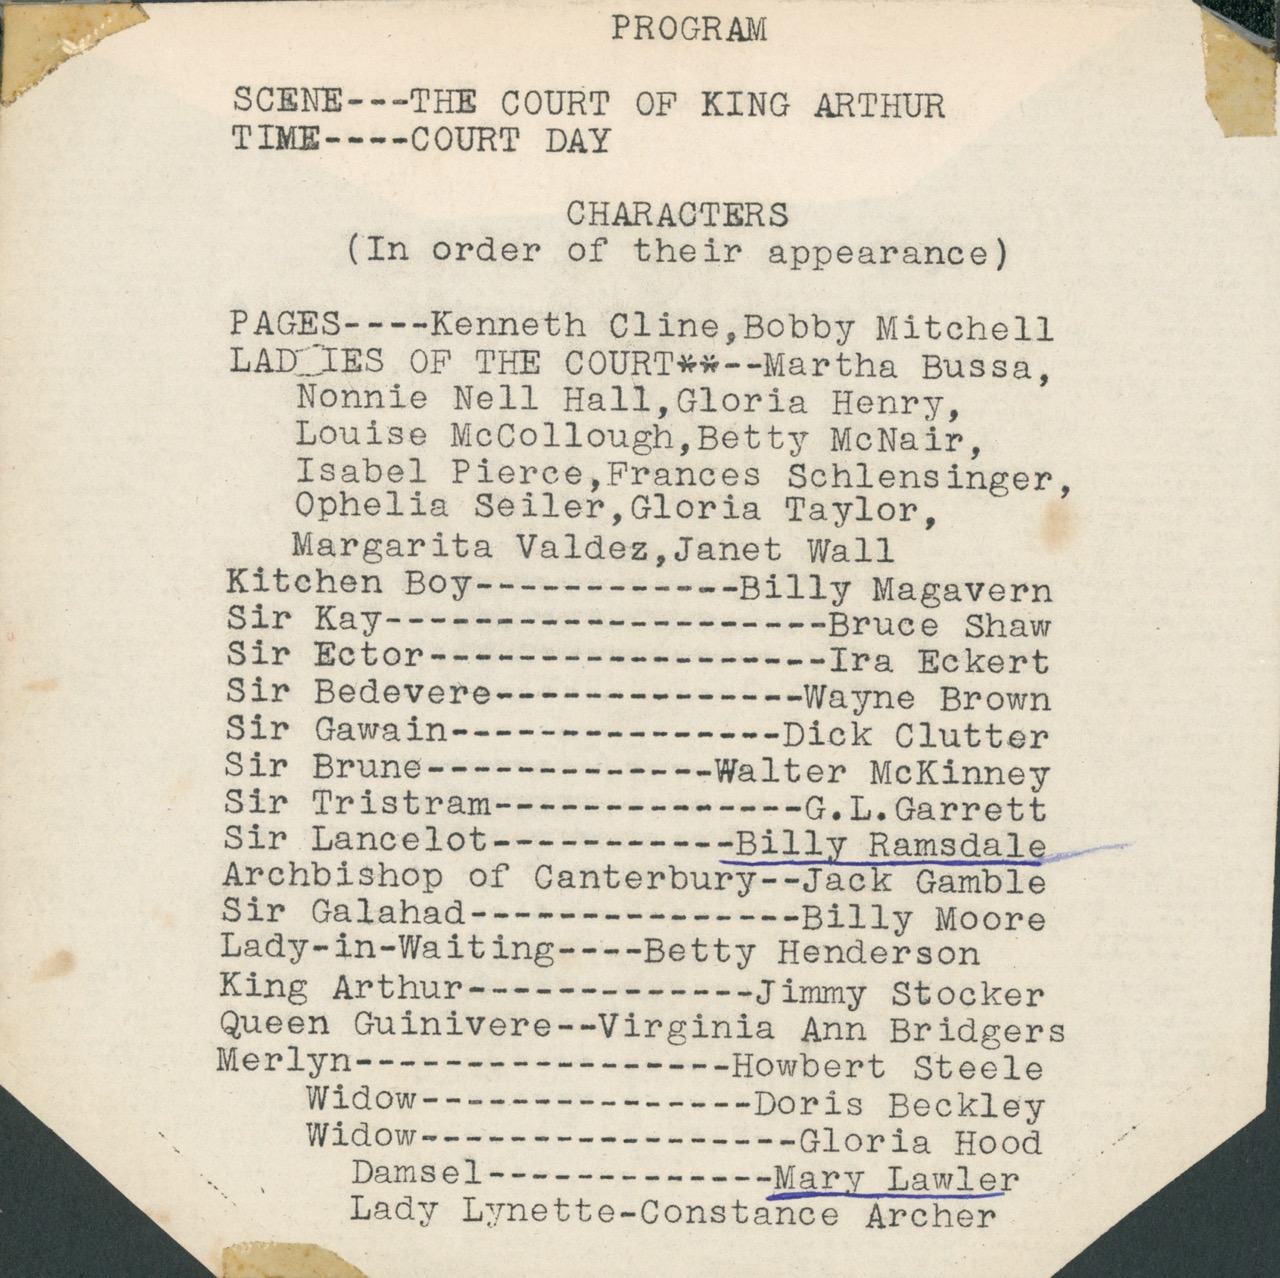 PROGRAM
SCENE---THE COURT OF KING ARTHUR
TIME----COURT DAY
CHARACTERS
(In order of their appearance)
PAGES----Kenneth Cline,Bobby Mitchell
LAD IES OF THE COURT**--Martha Bussa,
Nonnie Nell Hall,Gloria Henry,
Louise McCollough,Betty McNair,
Isabel Pierce,Frances Schlensinger,
Ophelia Seiler,Gloria Taylor,
Margarita Valdez,Janet Wall
Kitchen Boy------------Billy Magavern
Sir Kay--------------------Bruce Shaw
Sir Ector------------------Ira Eckert
Sir Bedevere--------------Wayne Brown
Sir Gawain---------------Dick Clutter
Sir Brune-------------Walter McKinney
Sir Tristram--------------G.L.Garrett
Sir Lancelot-----------Billy Ramsdale
Archbishop of Canterbury--Jack Gamble
Sir Galahad---------------Billy Moore
Lady-in-Waiting----Betty Henderson
King Arthur-------------Jimmy Stocker
Queen Guinivere--Virginia Ann Bridgers
Merlyn-----------------Howbert Steele
Widow---------------Doris Beckley
Widow-----------------Gloria Hood
Damsel-------------Mary Lawler
Lady Lynette-Constance Archer